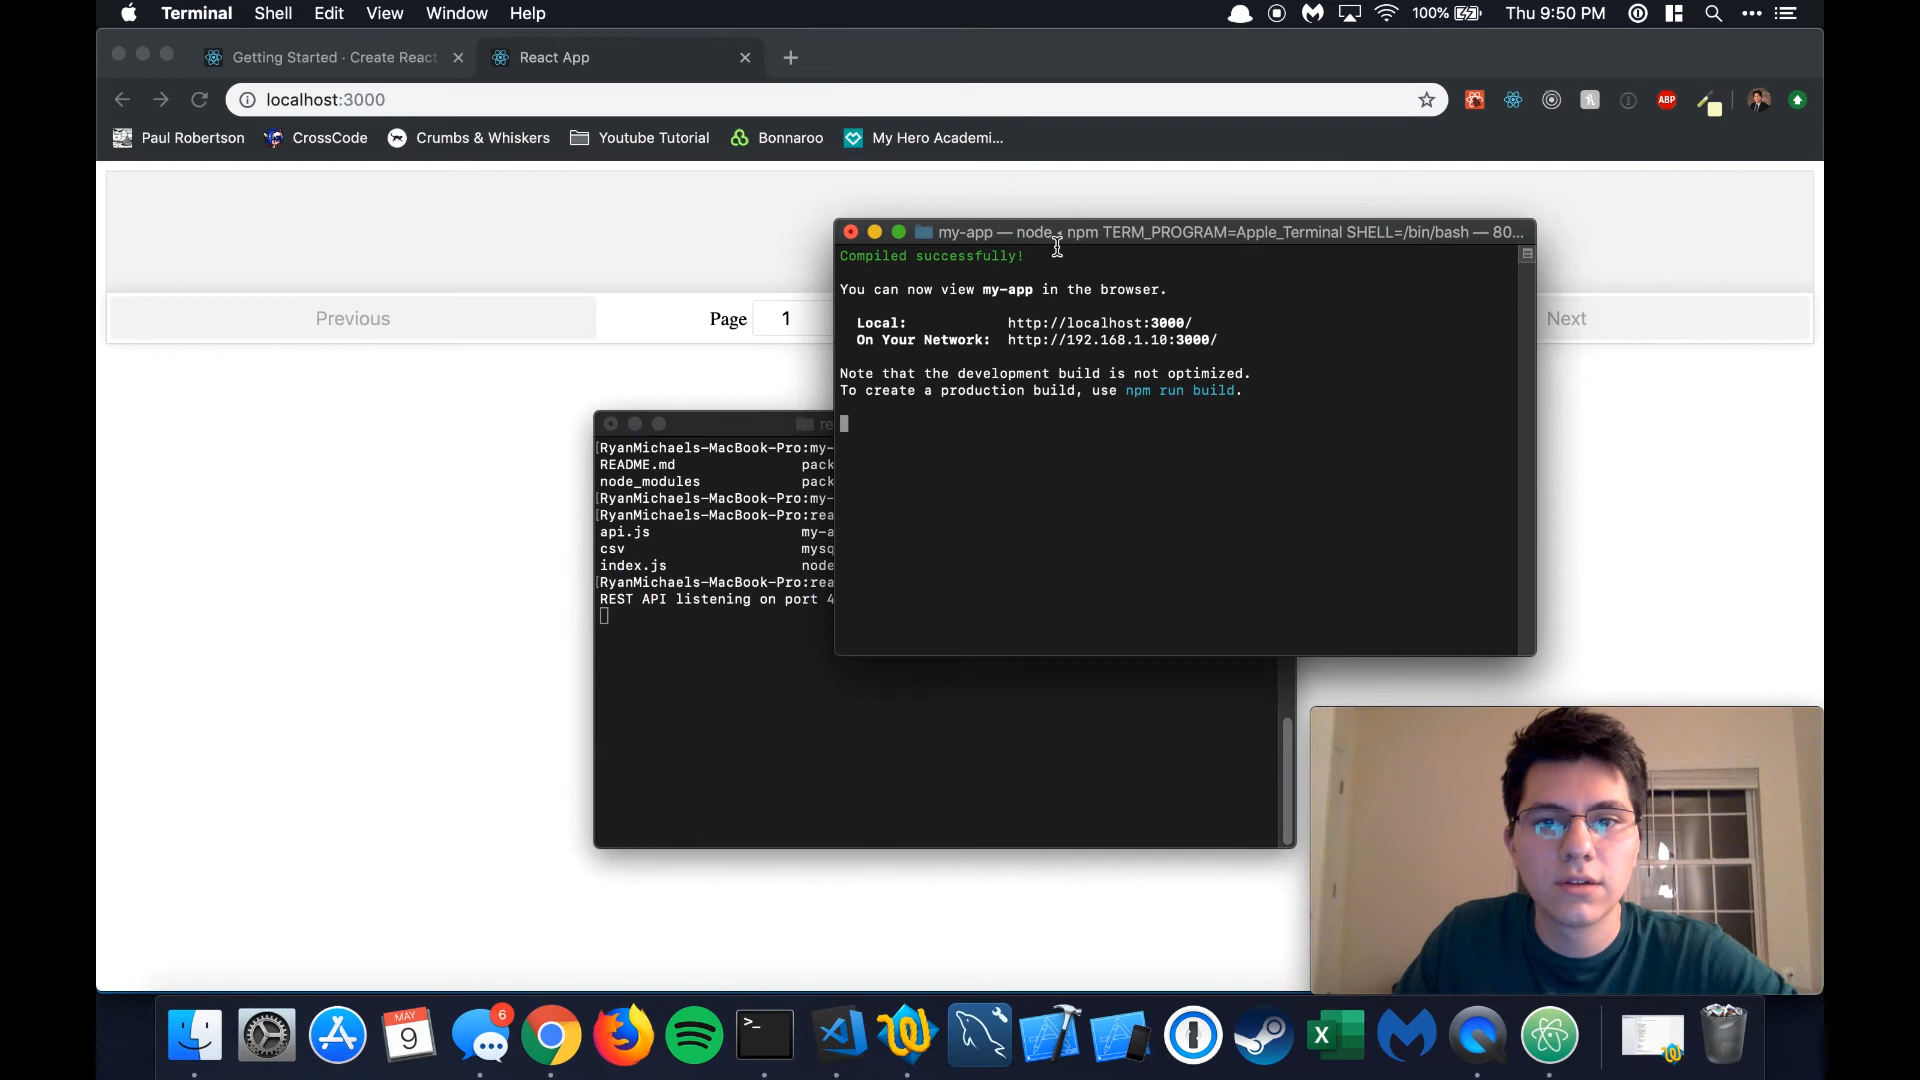 Terminal Shell Edit View Window Help 100% Thu 9:50 PM
Getting Started · Create React React App
localhost:3000 ABP
Paul Robertson CrossCode Crumbs & Whiskers Youtube Tutorial Bonnaroo My Hero Academi...
my-app — node ◂ npm TERM_PROGRAM=Apple_Terminal SHELL=/bin/bash — 80...
Compiled successfully!
You can now view my-app in the browser.
Previous Page 1 Next
Local: http://localhost:3000/
On Your Network: http://192.168.1.10:3000/
Note that the development build is not optimized.
To create a production build, use npm run build.
re
[RyanMichaels-MacBook-Pro:my-
README.md pack
node_modules pack
[RyanMichaels-MacBook-Pro:my-
[RyanMichaels-MacBook-Pro:rea
api.js my-a
csv mysq
index.js node
[RyanMichaels-MacBook-Pro:rea
REST API listening on port 4
MAY
9
6
>_
X